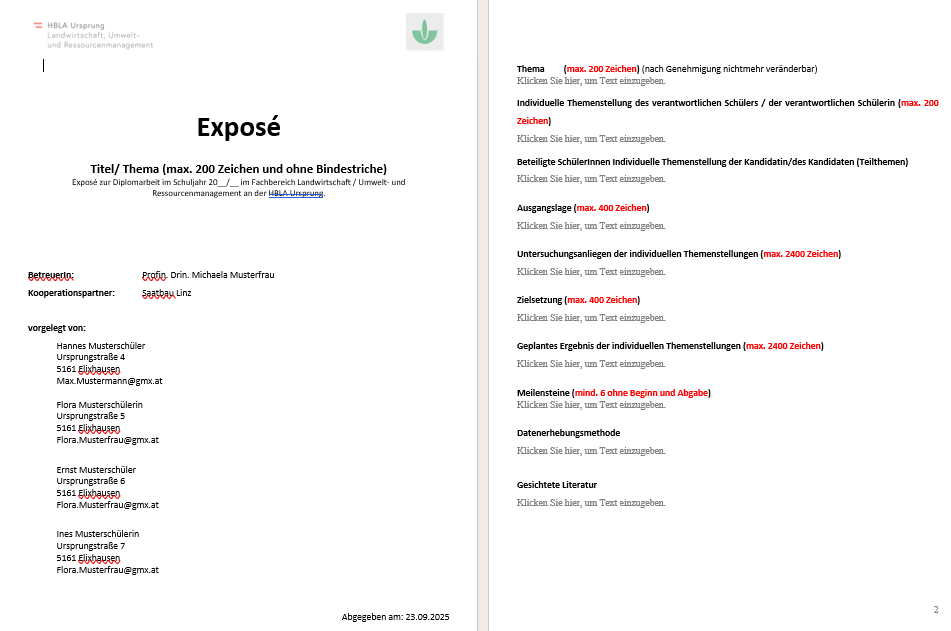 HBLA Ursprung
Landwirtschaft, Umwelt-
und Ressourcenmanagement
Exposé
Titel/ Thema (max. 200 Zeichen und ohne Bindestriche)
Exposé zur Diplomarbeit im Schuljahr 20__/__ im Fachbereich Landwirtschaft / Umwelt- und
Ressourcenmanagement an der HBLA Ursprung.
BetreuerIn: Profin. Drin. Michaela Musterfrau
Kooperationspartner: Saatbau Linz
vorgelegt von:
Hannes Musterschüler
Ursprungstraße 4
5161 Elixhausen
Max.Mustermann@gmx.at
Flora Musterschülerin
Ursprungstraße 5
5161 Elixhausen
Flora.Musterfrau@gmx.at
Ernst Musterschüler
Ursprungstraße 6
5161 Elixhausen
Flora.Musterfrau@gmx.at
Ines Musterschülerin
Ursprungstraße 7
5161 Elixhausen
Flora.Musterfrau@gmx.at
Abgegeben am: 23.09.2025
Thema (max. 200 Zeichen) (nach Genehmigung nichtmehr veränderbar)
Klicken Sie hier, um Text einzugeben.
Individuelle Themenstellung des verantwortlichen Schülers / der verantwortlichen Schülerin (max. 200
Zeichen)
Klicken Sie hier, um Text einzugeben.
Beteiligte SchülerInnen Individuelle Themenstellung der Kandidatin/des Kandidaten (Teilthemen)
Klicken Sie hier, um Text einzugeben.
Ausgangslage (max. 400 Zeichen)
Klicken Sie hier, um Text einzugeben.
Untersuchungsanliegen der individuellen Themenstellungen (max. 2400 Zeichen)
Klicken Sie hier, um Text einzugeben.
Zielsetzung (max. 400 Zeichen)
Klicken Sie hier, um Text einzugeben.
Geplantes Ergebnis der individuellen Themenstellungen (max. 2400 Zeichen)
Klicken Sie hier, um Text einzugeben.
Meilensteine (mind. 6 ohne Beginn und Abgabe)
Klicken Sie hier, um Text einzugeben.
Datenerhebungsmethode
Klicken Sie hier, um Text einzugeben.
Gesichtete Literatur
Klicken Sie hier, um Text einzugeben.
2